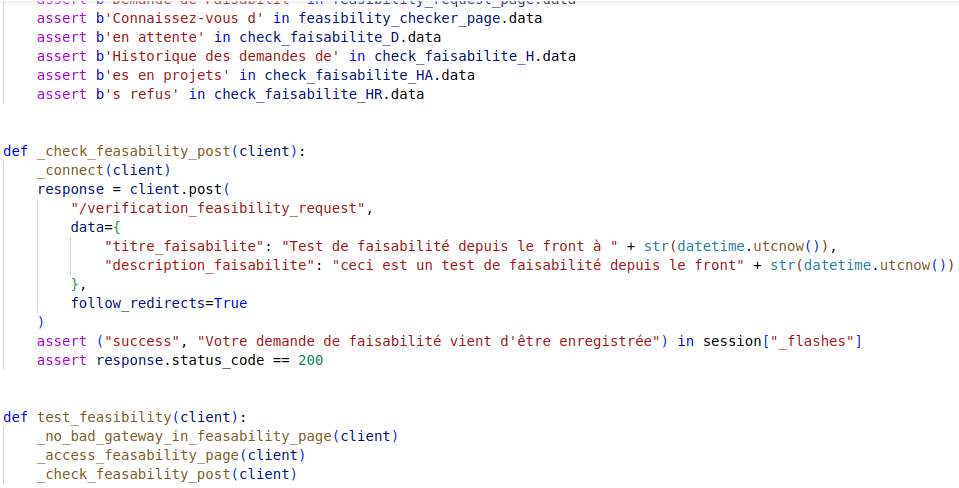 assert b'Demande de faisabilit' in feasibility_request_page.data
assert b'Connaissez-vous d' in feasibility_checker_page.data
assert b'en attente' in check_faisabilite_D.data
assert b'Historique des demandes de' in check_faisabilite_H.data
assert b'es en projets' in check_faisabilite_HA.data
assert b's refus' in check_faisabilite_HR.data
def _check_feasability_post(client):
_connect(client)
response = client.post(
"/verification_feasibility_request",
data={
"titre_faisabilite": "Test de faisabilité depuis le front à " + str(datetime.utcnow()),
"description_faisabilite": "ceci est un test de faisabilité depuis le front" + str(datetime.utcnow())
},
follow_redirects=True
)
assert ("success", "Votre demande de faisabilité vient d'être enregistrée") in session["_flashes"]
assert response.status_code == 200
def test_feasibility(client):
_no_bad_gateway_in_feasability_page(client)
_access_feasability_page(client)
_check_feasability_post(client)